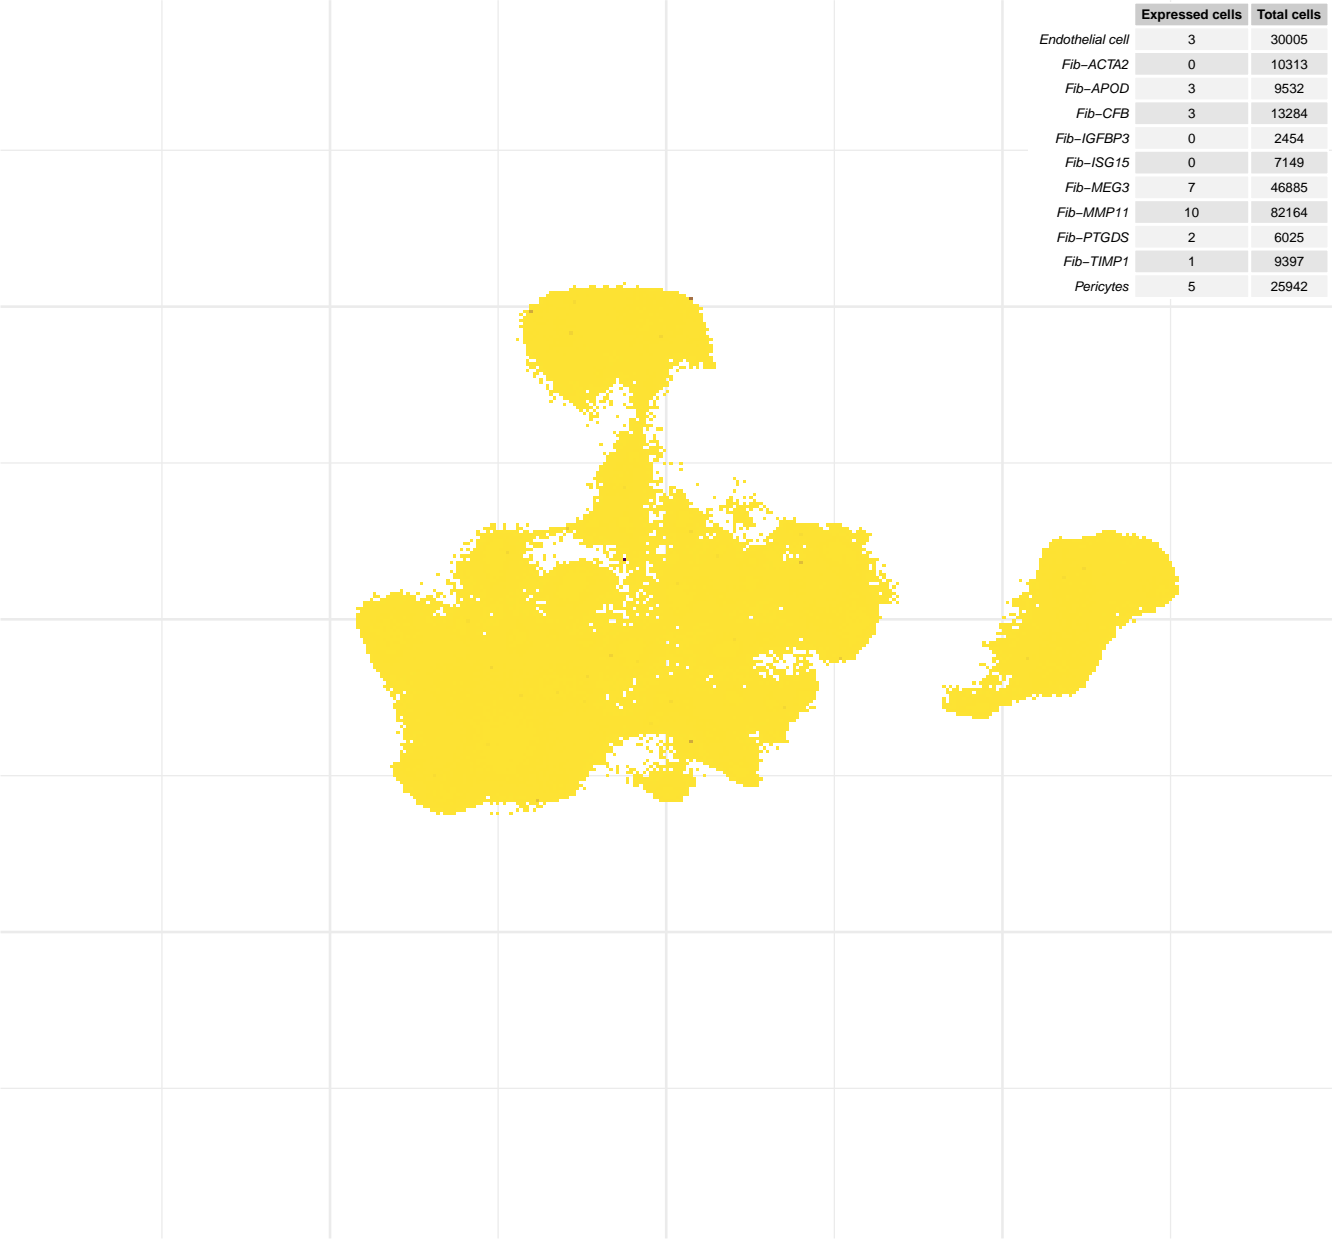 Expressed cells Total cells
Endothelial cell 3 30005
Fib−ACTA2 0 10313
Fib−APOD 3 9532
Fib−CFB 3 13284
Fib−IGFBP3 0 2454
Fib−ISG15 0 7149
Fib−MEG3 7 46885
Fib−MMP11 10 82164
Fib−PTGDS 2 6025
Fib−TIMP1 1 9397
Pericytes 5 25942